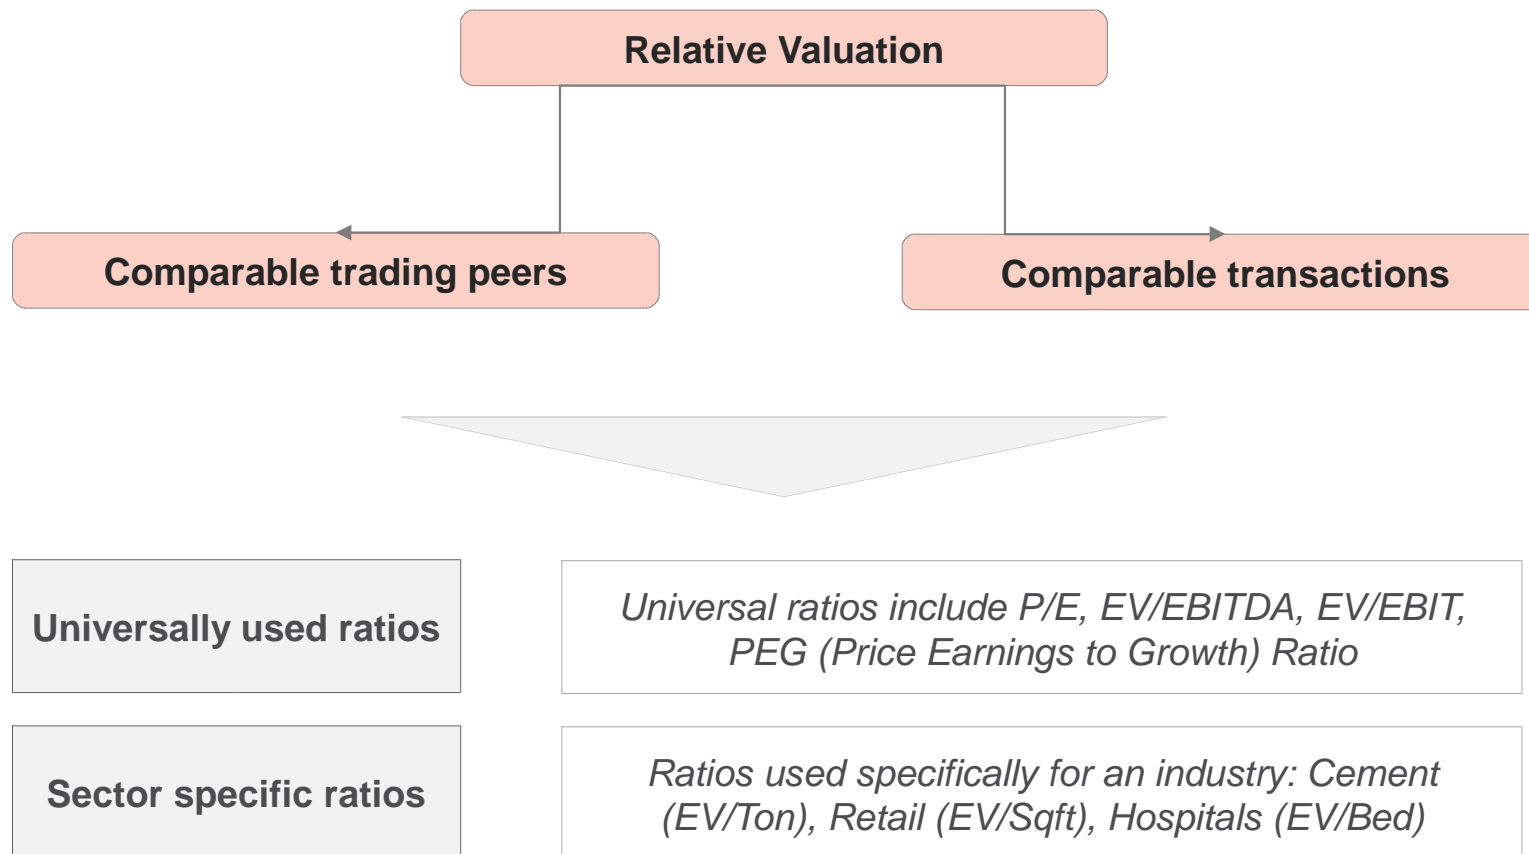 Relative Valuation
Comparable trading peers
Comparable transactions
Universally used ratios
Universal ratios include P/E, EV/EBITDA, EV/EBIT,
PEG (Price Earnings to Growth) Ratio
Sector specific ratios
Ratios used specifically for an industry: Cement
(EV/Ton), Retail (EV/Sqft), Hospitals (EV/Bed)